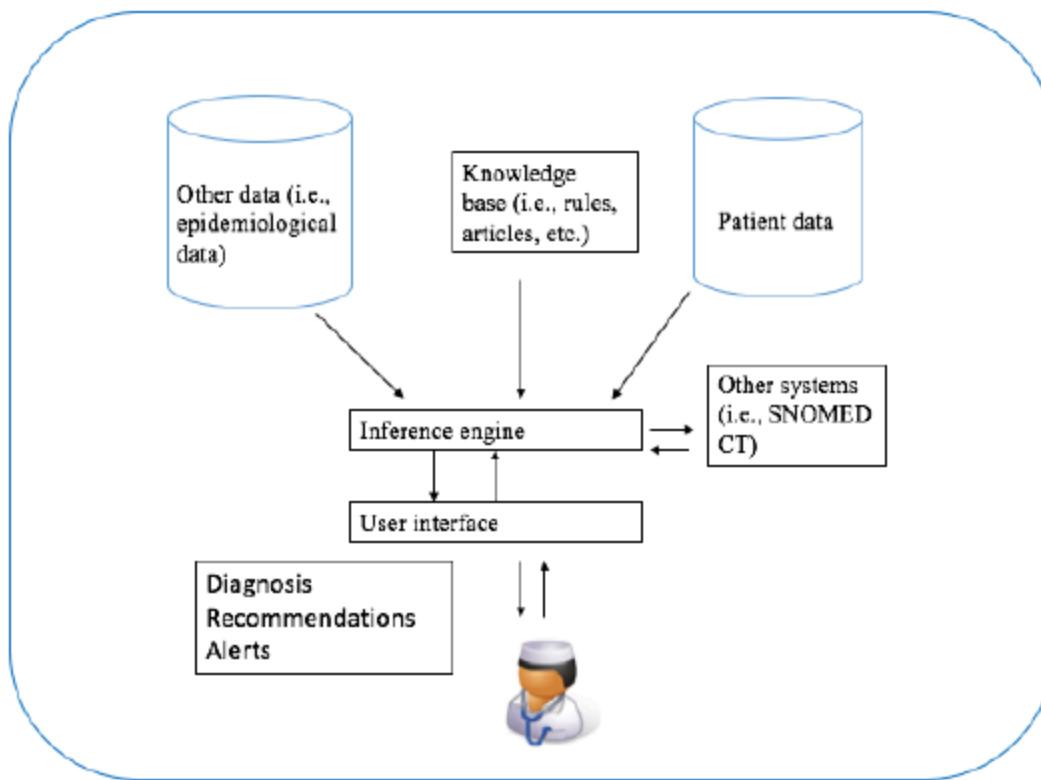 Other data (i.e.,
epidemiological
data)
Knowledge
base (i.e., rules,
articles, etc.)
Patient data
Other systems
(i.e., SNOMED
CT)
Inference engine
User interface
Diagnosis
Recommendations
Alerts